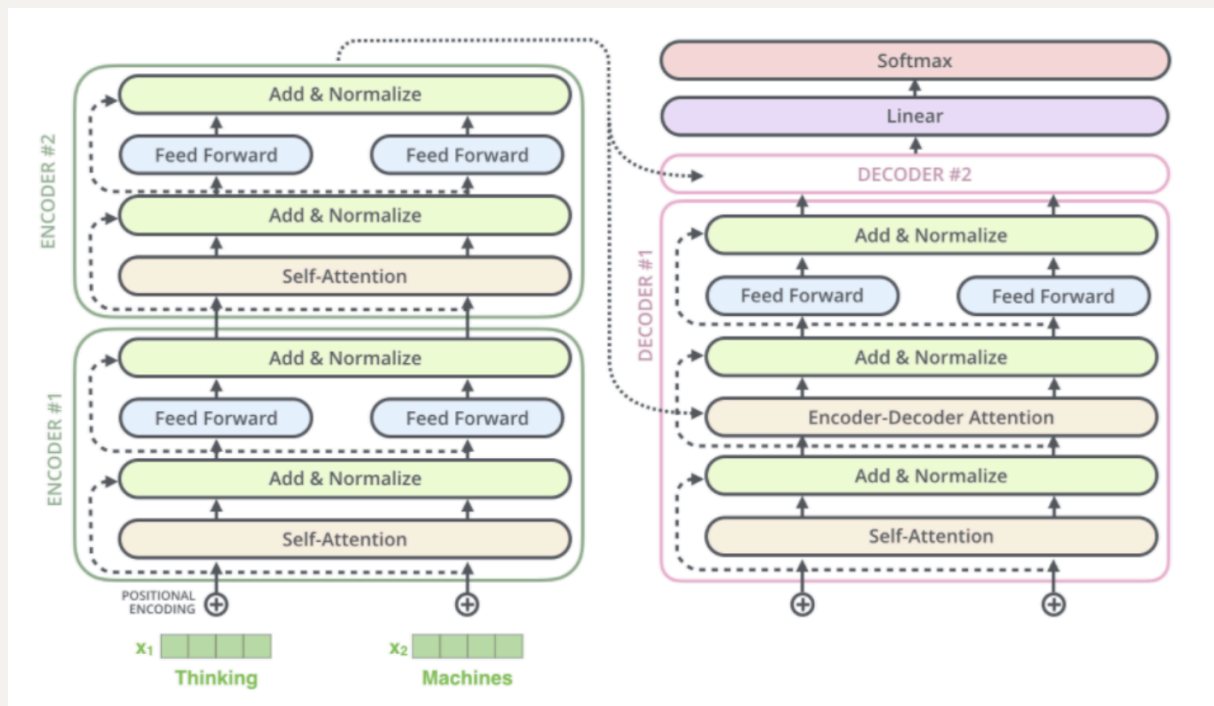 ENCODER #2
Add & Normalize
Feed Forward
Feed Forward
Add & Normalize
Self-Attention
ENCODER #1
Add & Normalize
Feed Forward
Feed Forward
Add & Normalize
Self-Attention
POSITIONAL
ENCODING
x1
x2
Thinking
Machines
Softmax
Linear
DECODER #2
DECODER #1
Add & Normalize
Feed Forward
Feed Forward
Add & Normalize
Encoder-Decoder Attention
Add & Normalize
Self-Attention